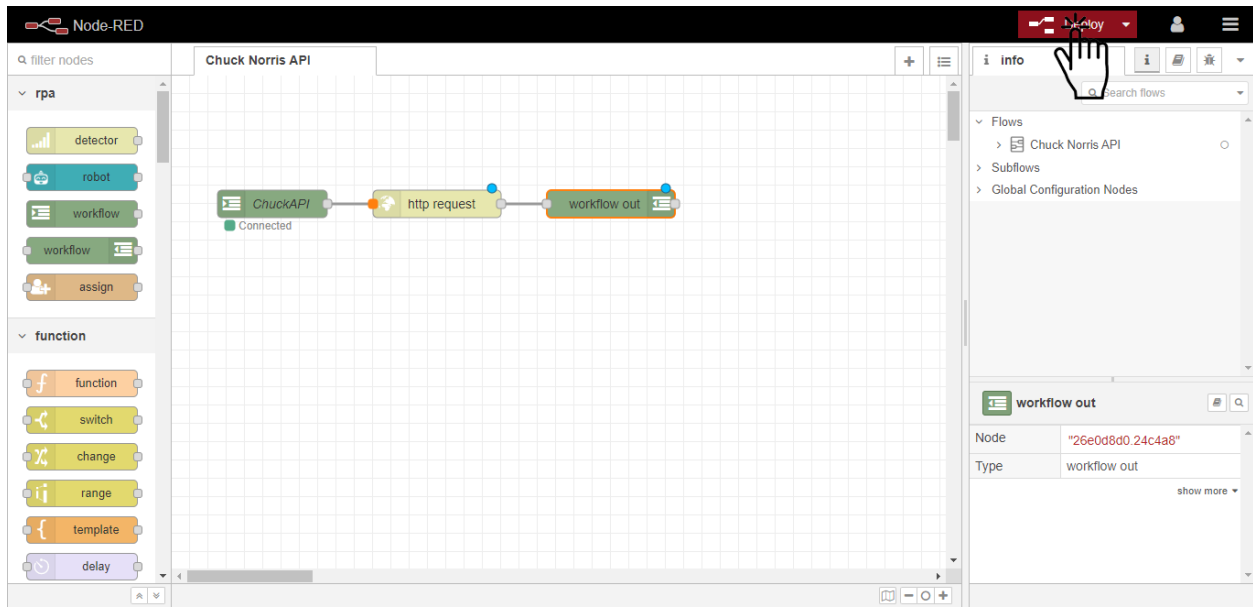 Node-RED
Deploy
filter nodes
Chuck Norris API
i info
i
Search flows
rpa
detector
robot
workflow
workflow
assign
function
function
switch
change
range
template
delay
ChuckAPI
Connected
http request
workflow out
Flows
Chuck Norris API
Subflows
Global Configuration Nodes
workflow out
Node "26e0d8d0.24c4a8"
Type workflow out
show more